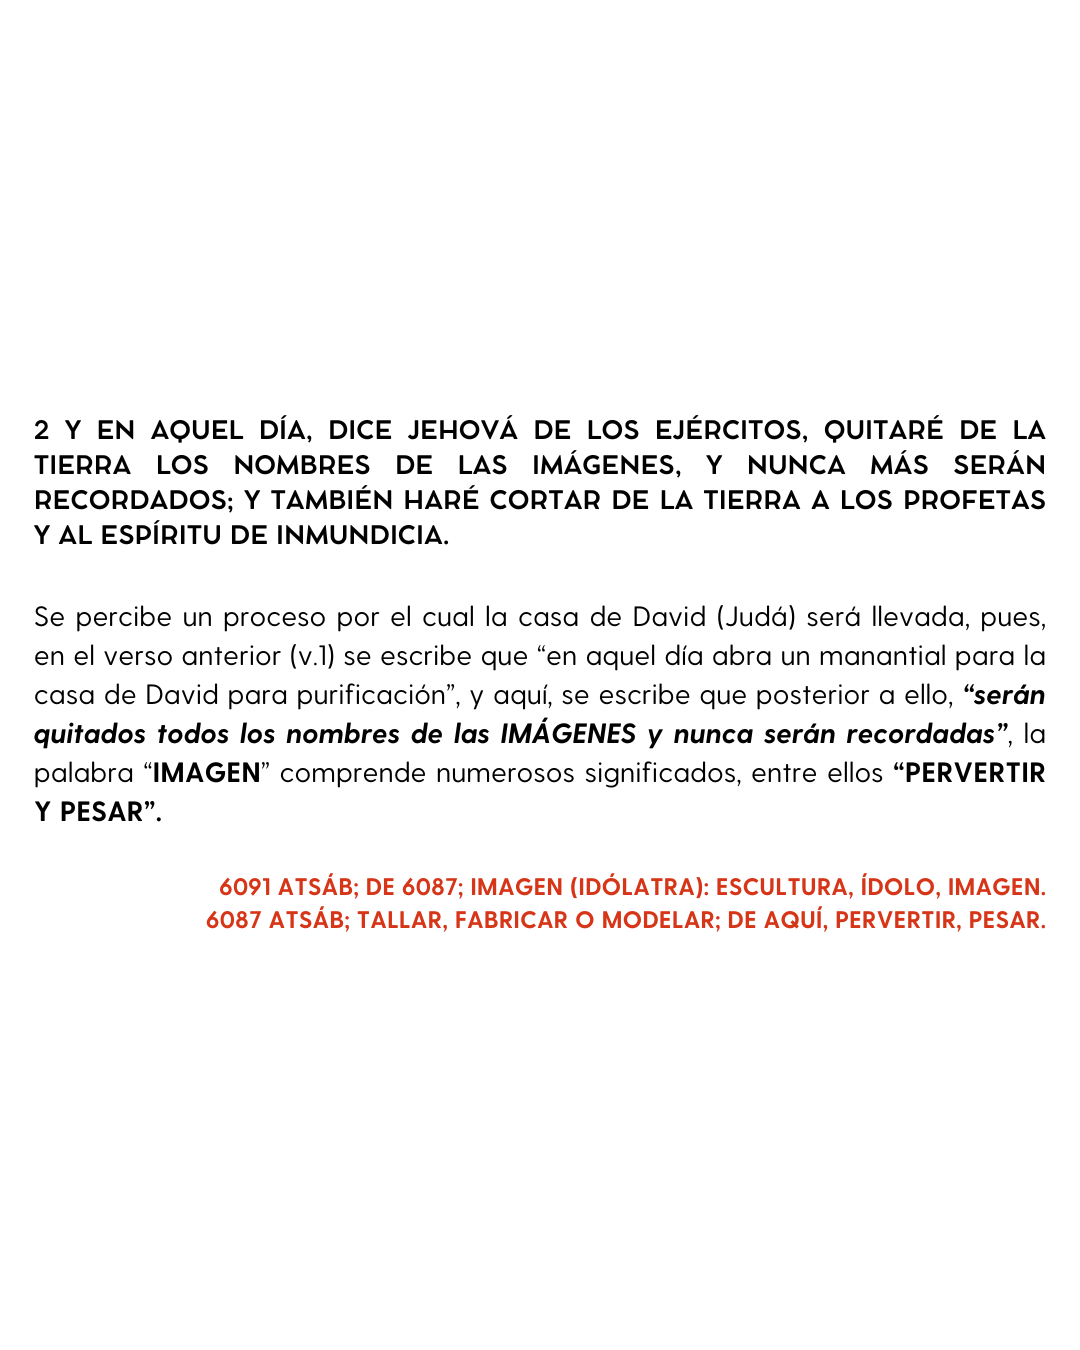 2 Y EN AQUEL DÍA, DICE JEHOVÁ DE LOS EJÉRCITOS, QUITARÉ DE LA
TIERRA LOS NOMBRES DE LAS IMÁGENES, Y NUNCA MÁS SERÁN
RECORDADOS; Y TAMBIÉN HARÉ CORTAR DE LA TIERRA A LOS PROFETAS
Y AL ESPÍRITU DE INMUNDICIA.
Se percibe un proceso por el cual la casa de David (Judá) será llevada, pues,
en el verso anterior (v.1) se escribe que “en aquel día abra un manantial para la
casa de David para purificación”, y aquí, se escribe que posterior a ello, “serán
quitados todos los nombres de las IMÁGENES y nunca serán recordadas”, la
palabra “IMAGEN” comprende numerosos significados, entre ellos “PERVERTIR
Y PESAR”.
6091 ATSÁB; DE 6087; IMAGEN (IDÓLATRA): ESCULTURA, ÍDOLO, IMAGEN.
6087 ATSÁB; TALLAR, FABRICAR O MODELAR; DE AQUÍ, PERVERTIR, PESAR.